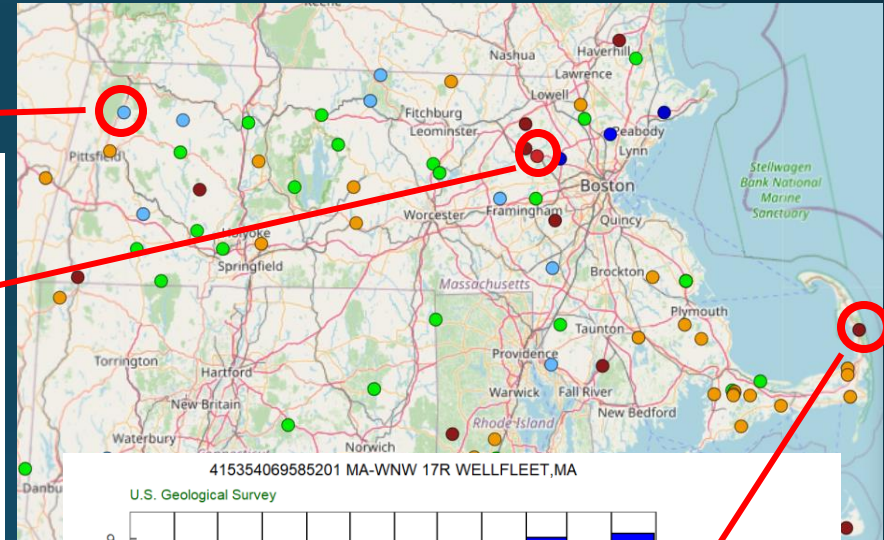 Keene
Nashua
Haverhill
Lawrence
Lowell
Fitchburg
Leominster
Peabody
Lynn
Pittsfield
Stellwagen
Bank National
Marine
Sanctuary
Boston
Worcester
Framingham
Quincy
Holyoke
Springfield
Massachusetts
Brockton
Plymouth
Taunton
Torrington
Providence
Hartford
Warwick
Fall River
New Britain
New Bedford
Rhode Island
Waterbury
Norwich
Connecticut
Danbu
415354069585201 MA-WNW 17R WELLFLEET,MA
U.S. Geological Survey